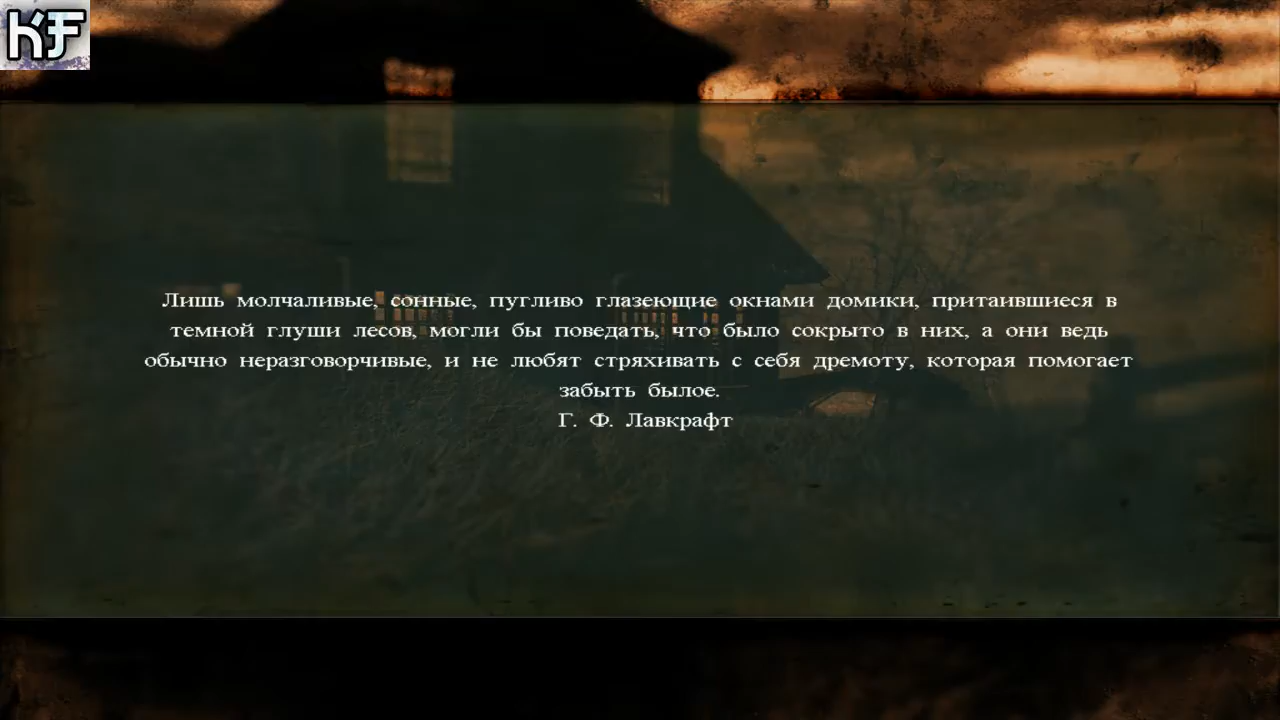 KF
Лишь молчаливые, сонные, пугливо глазеющие окнами домики, притаившиеся в
темной глуши лесов, могли бы поведать, что было сокрыто в них, а они ведь
обычно неразговорчивые, и не любят стряхивать с себя дремоту, которая помогает
забыть былое.
Г. Ф. Лавкрафт